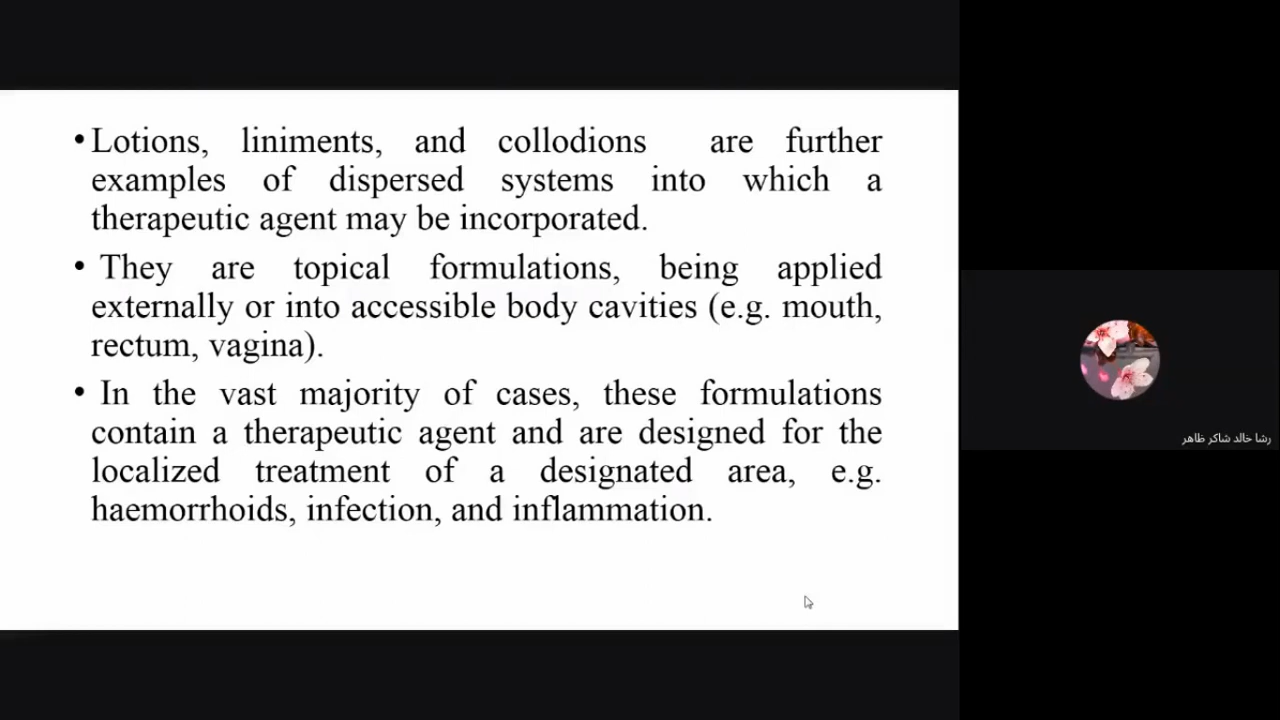 •Lotions, liniments, and collodions are further
examples of dispersed systems into which a
therapeutic agent may be incorporated.
• They are topical formulations, being applied
externally or into accessible body cavities (e.g. mouth,
rectum, vagina).
• In the vast majority of cases, these formulations
contain a therapeutic agent and are designed for the
localized treatment of a designated area, e.g.
haemorrhoids, infection, and inflammation.
رشا خالد شاكر ظاهر